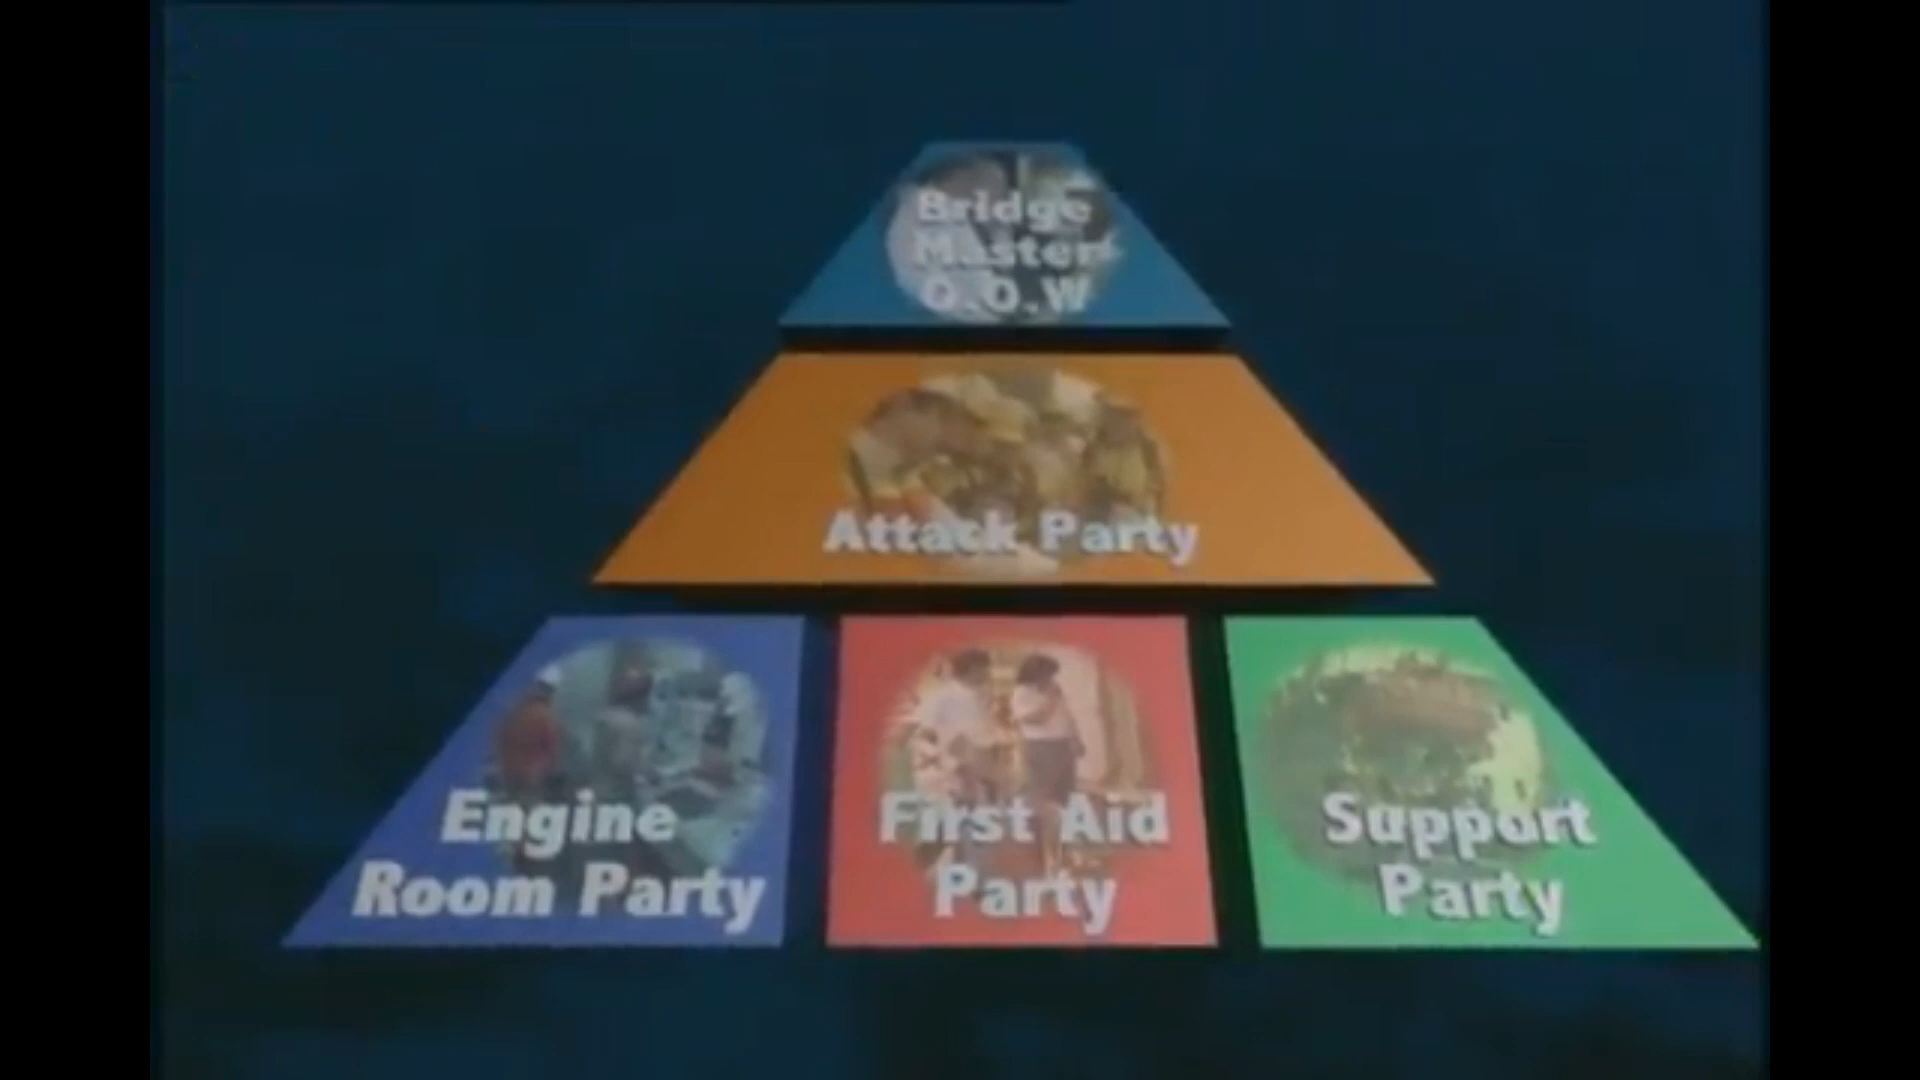 Bridge
Master
O.O.W
Attack Party
Engine
Room Party
First Aid
Party
Support
Party